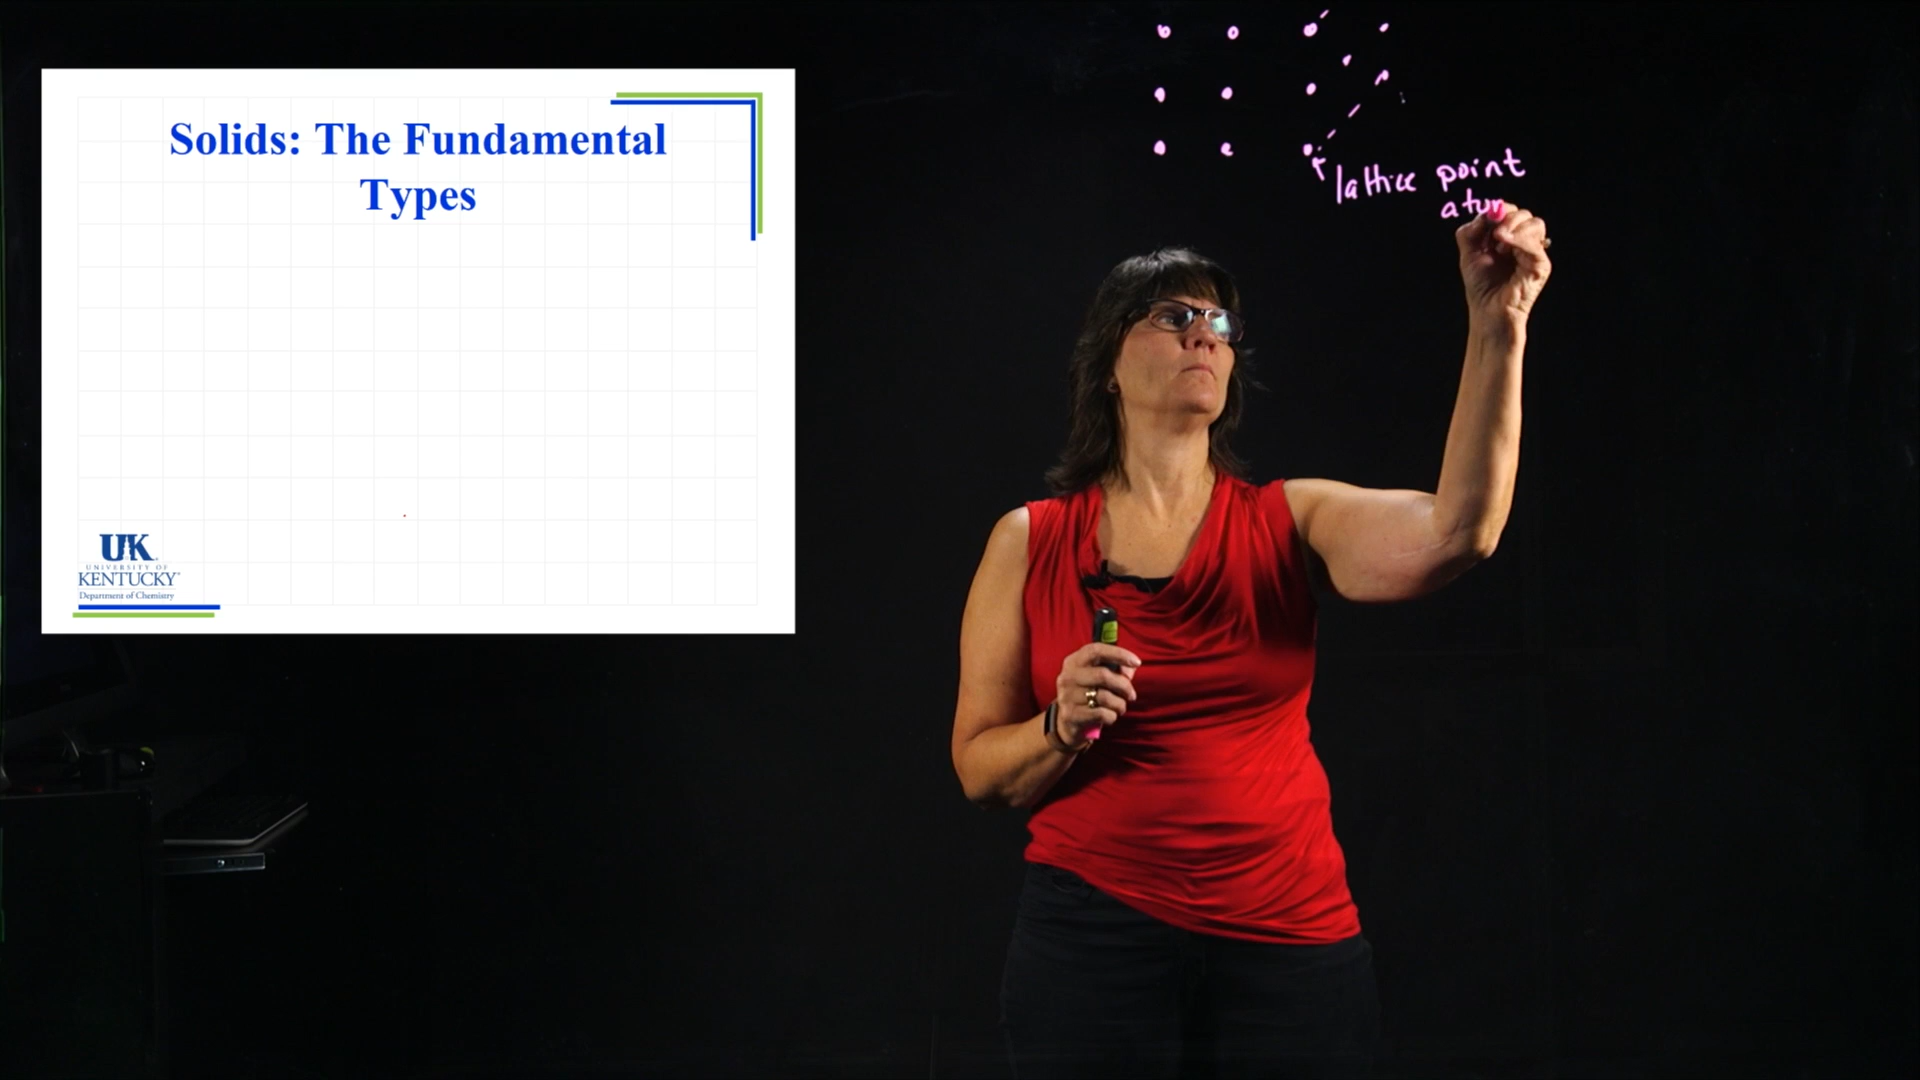 Solids: The Fundamental
Types
UK
UNIVERSITY OF
KENTUCKY
Department of Chemistry
lattice point